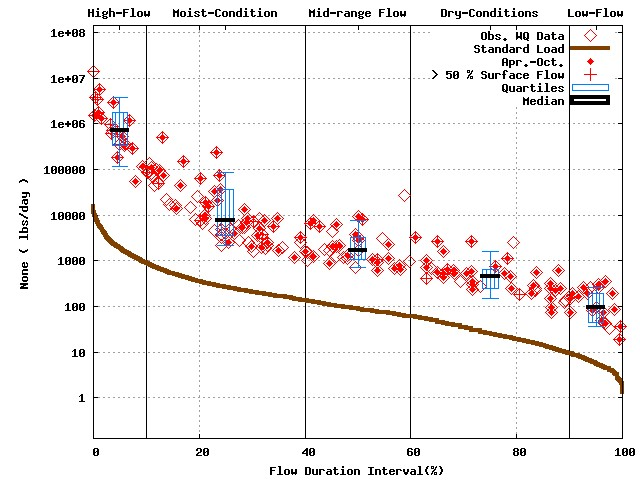 High-Flow Moist-Condition Mid-range Flow Dry-Conditions Low-Flow
1e+08
1e+07
1e+06
100000
10000
1000
100
10
1
None ( lbs/day )
Obs. WQ Data
Standard Load
Apr.-Oct.
> 50 % Surface Flow
Quartiles
Median
0 20 40 60 80 100
Flow Duration Interval(%)